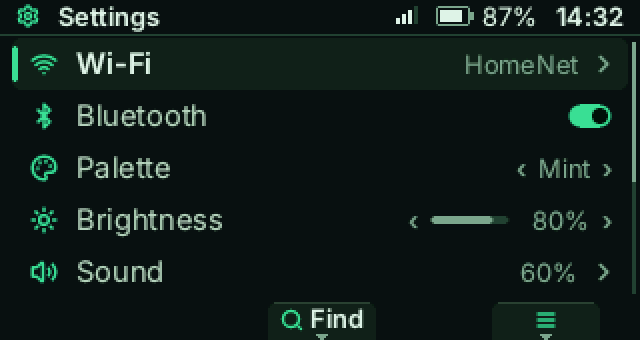 Settings 87% 14:32
Wi-Fi HomeNet >
Bluetooth
Palette ‹ Mint ›
Brightness ‹ 80% ›
Sound 60% >
Find